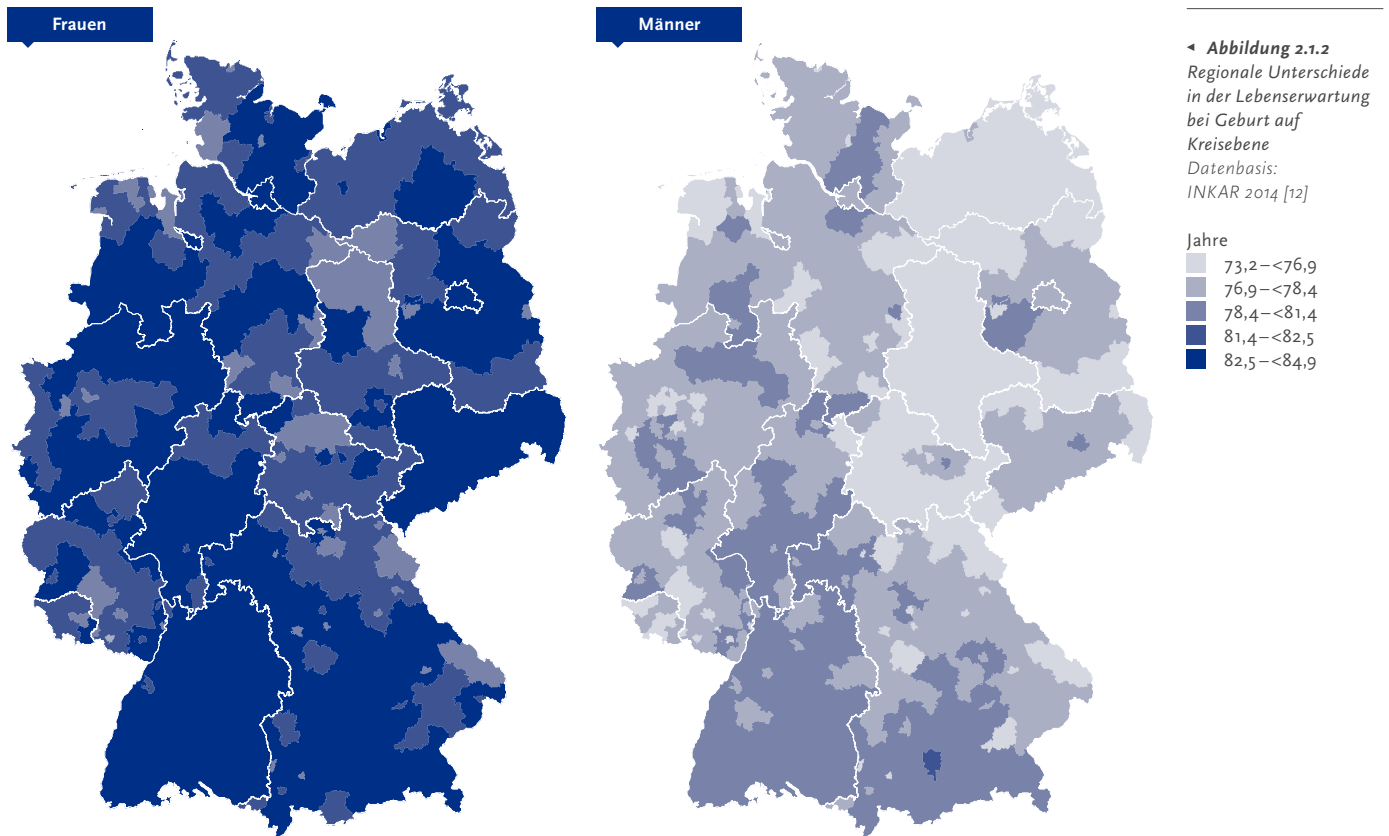 Frauen
Männer
◄ Abbildung 2.1.2
Regionale Unterschiede
in der Lebenserwartung
bei Geburt auf
Kreisebene
Datenbasis:
INKAR 2014 [12]
Jahre
73,2–<76,9
76,9–<78,4
78,4–<81,4
81,4–<82,5
82,5–<84,9